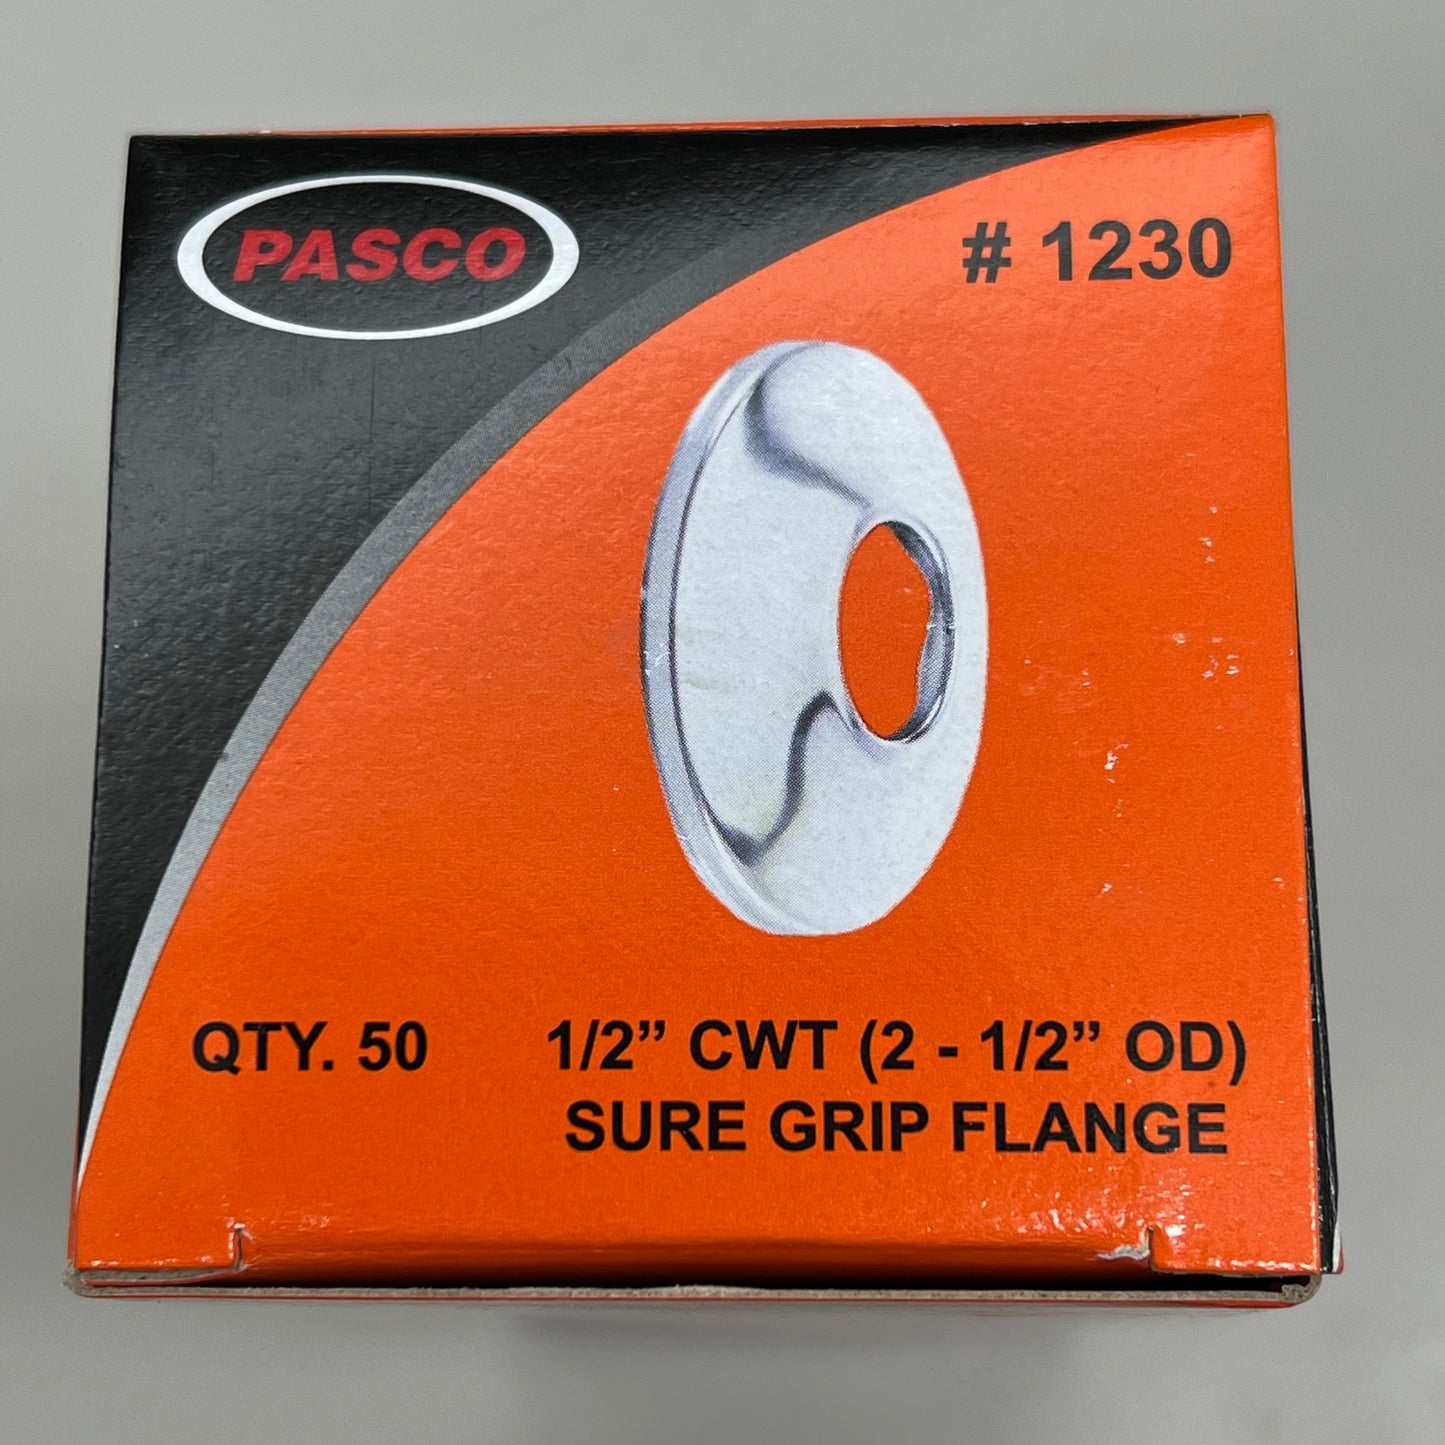 PASCO
# 1230
QTY. 50
1/2” CWT (2 - 1/2” OD)
SURE GRIP FLANGE